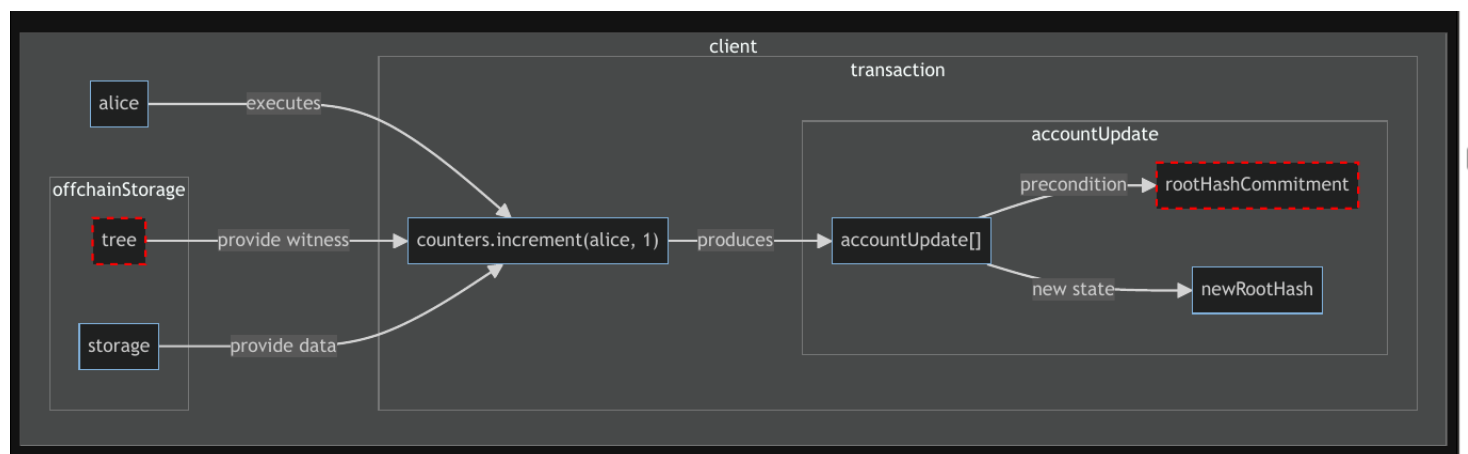 client
transaction
alice
executes
accountUpdate
offchainStorage
precondition
rootHashCommitment
tree
provide witness
counters.increment(alice, 1)
produces
accountUpdate[]
new state
newRootHash
storage
provide data